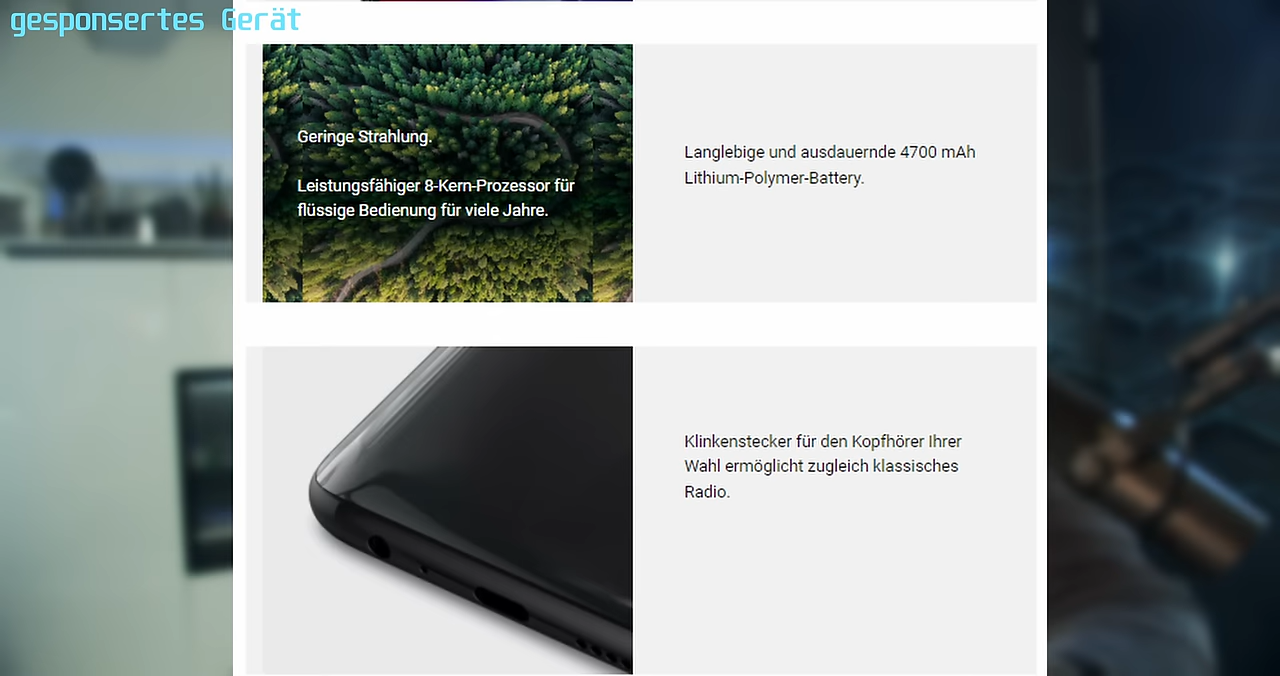 gesponsertes Gerät
Geringe Strahlung.
Leistungsfähiger 8-Kern-Prozessor für
flüssige Bedienung für viele Jahre.
Langlebige und ausdauernde 4700 mAh
Lithium-Polymer-Battery.
Klinkenstecker für den Kopfhörer Ihrer
Wahl ermöglicht zugleich klassisches
Radio.